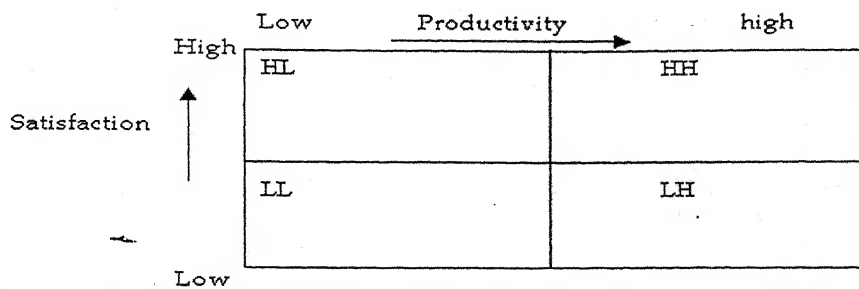 Low Productivity high
High
HL HH
Satisfaction
LL LH
Low